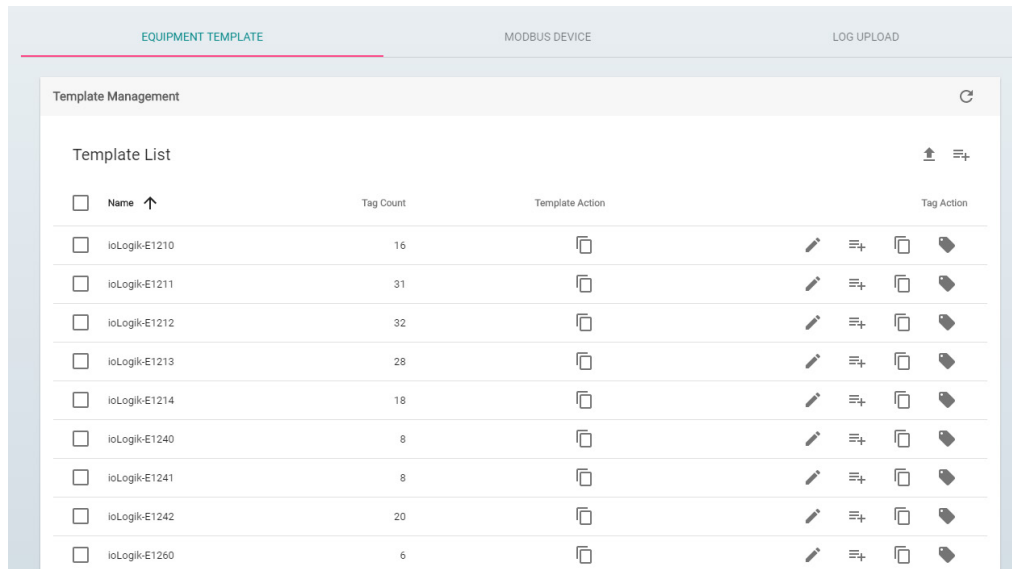 EQUIPMENT TEMPLATE MODBUS DEVICE LOG UPLOAD
Template Management
Template List
Name Tag Count Template Action Tag Action
ioLogik-E1210 16
ioLogik-E1211 31
ioLogik-E1212 32
ioLogik-E1213 28
ioLogik-E1214 18
ioLogik-E1240 8
ioLogik-E1241 8
ioLogik-E1242 20
ioLogik-E1260 6